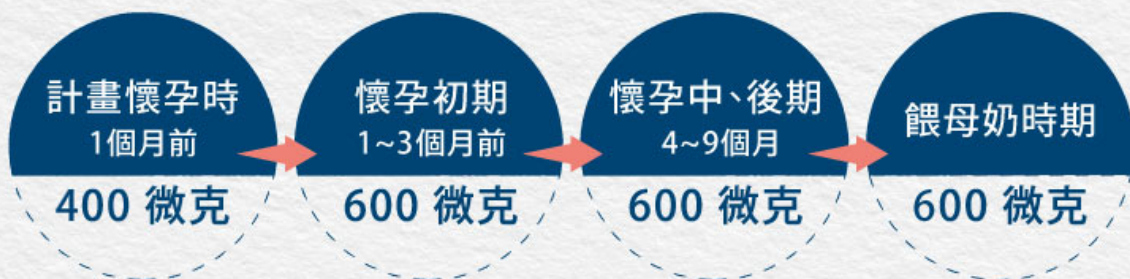 計畫懷孕時
1個月前
400 微克
懷孕初期
1~3個月前
600 微克
懷孕中、後期
4~9個月
600 微克
餵母奶時期
600 微克